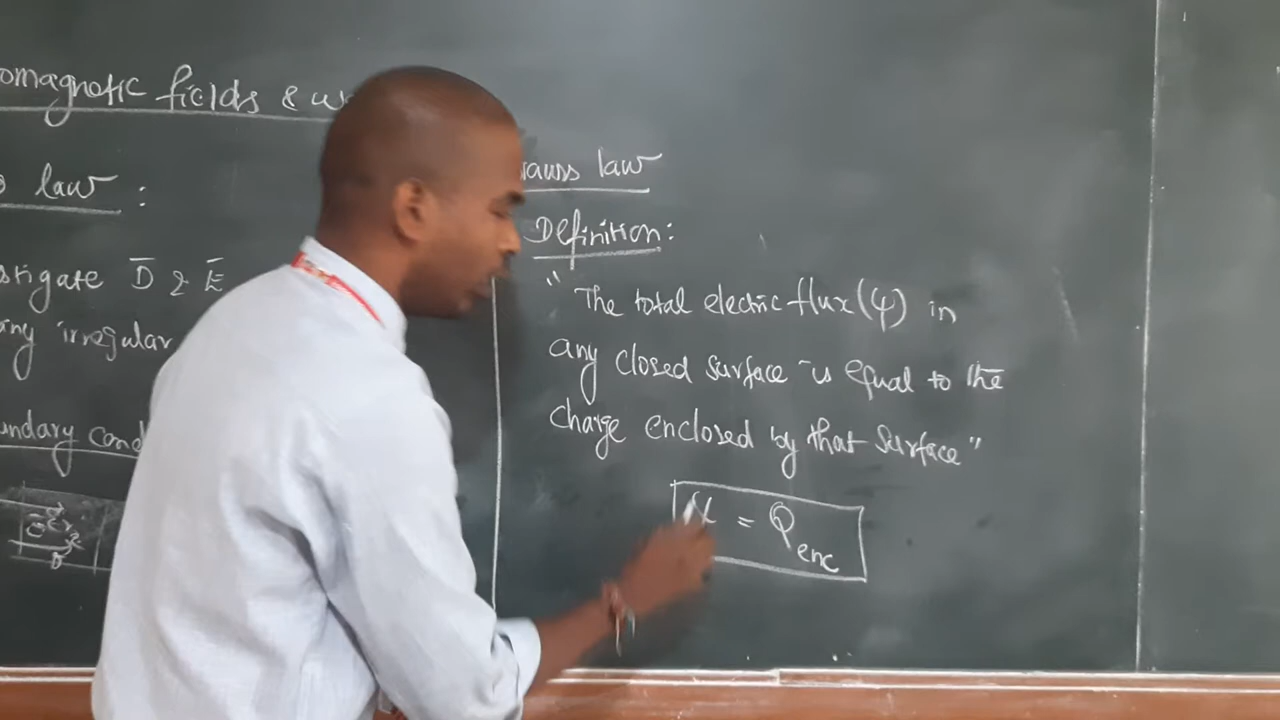 omagnetic fields & w
law :
stigate D̄ & Ē
any irregular
undary cond
auss law
Definition:
"The total electric flux (ψ) in
any closed surface is equal to the
charge enclosed by that surface"
ψ = Qenc